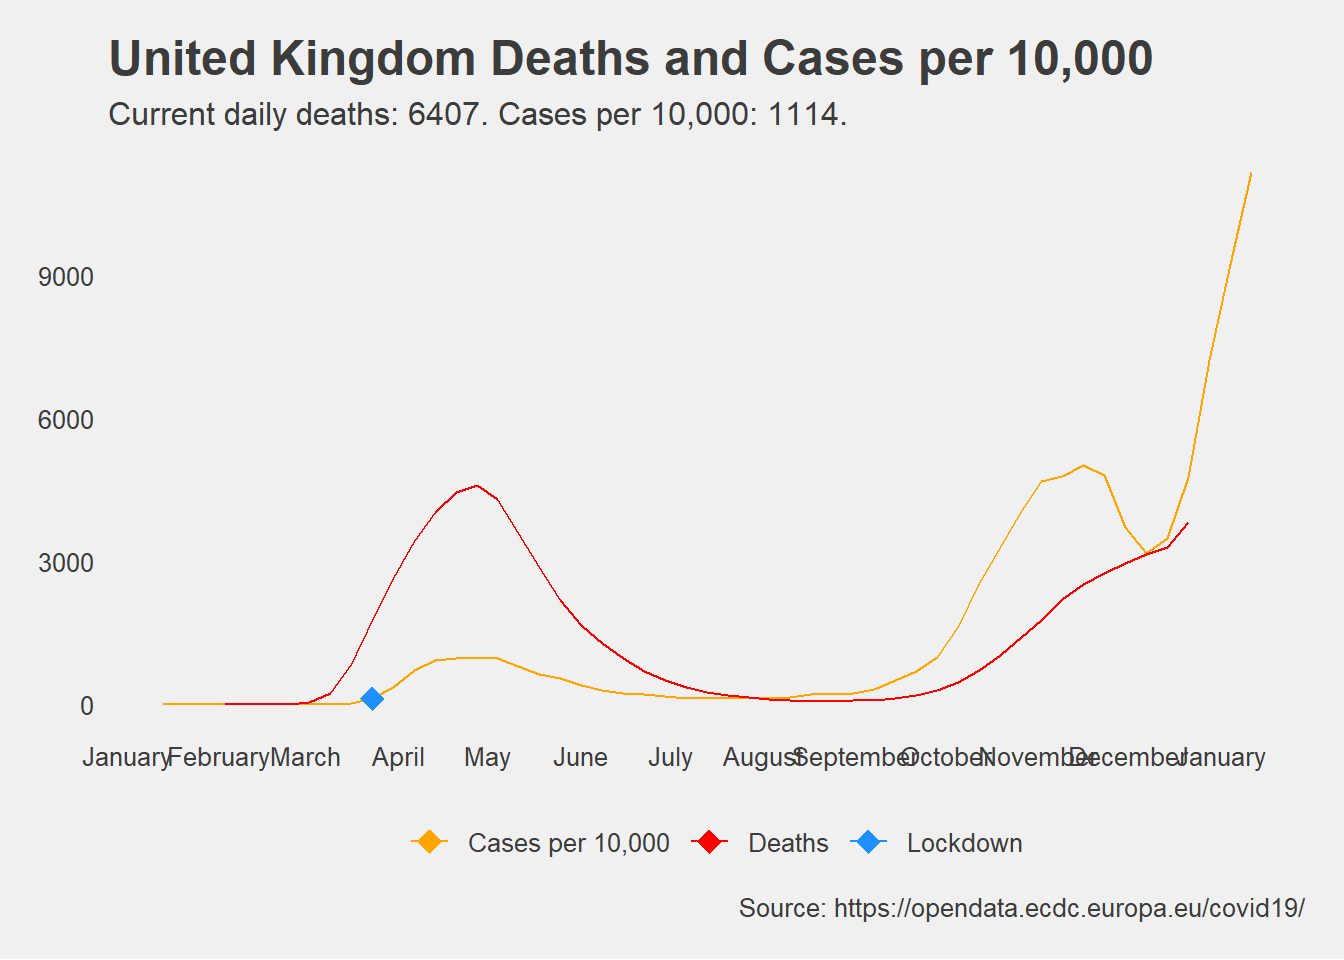 United Kingdom Deaths and Cases per 10,000
Current daily deaths: 6407. Cases per 10,000: 1114.
9000
6000
3000
0
January February March April May June July August September October November December January
Cases per 10,000 Deaths Lockdown
Source: https://opendata.ecdc.europa.eu/covid19/